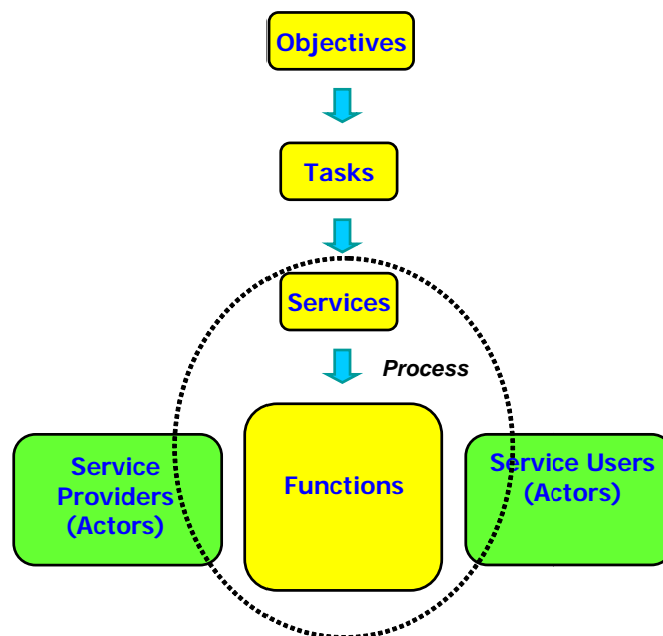 Objectives
Tasks
Services
Process
Service
Providers
(Actors)
Functions
Service Users
(Actors)